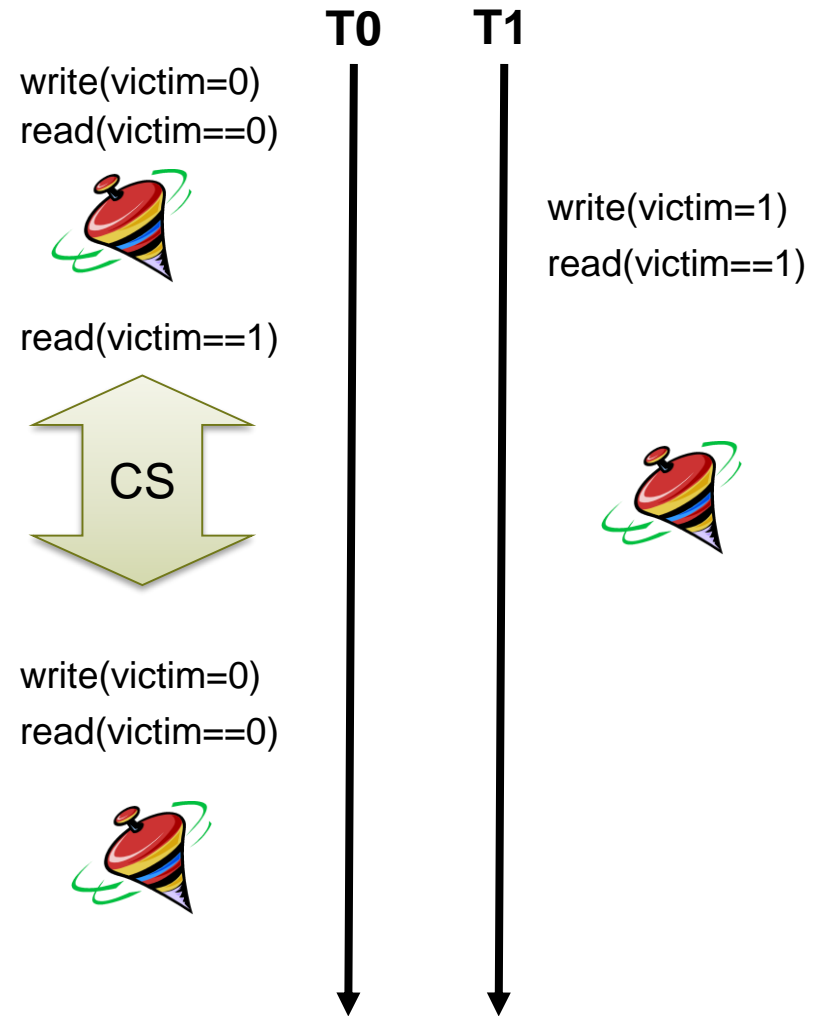 T0 T1
write(victim=0)
read(victim==0)
write(victim=1)
read(victim==1)
read(victim==1)
CS
write(victim=0)
read(victim==0)